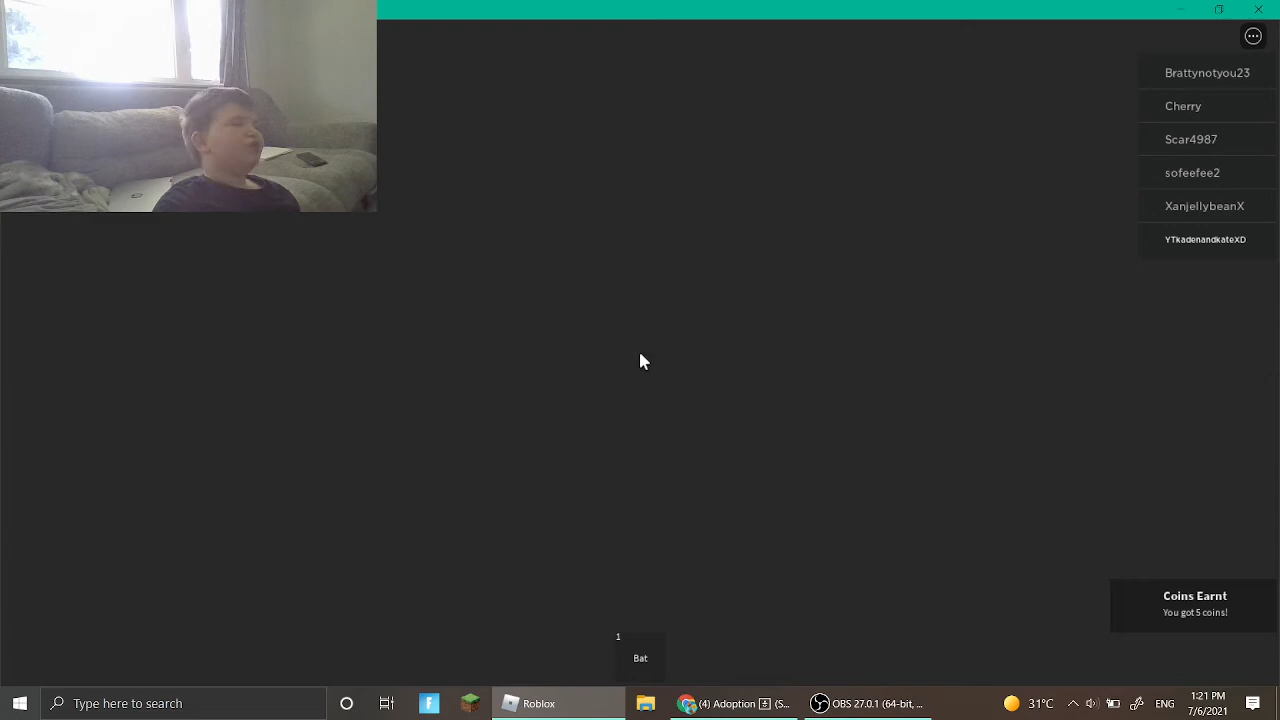 Brattynotyou23
Cherry
Scar4987
sofeefee2
XanjellybeanX
YTkadenandkateXD
Coins Earnt
You got 5 coins!
1
Bat
Type here to search
Roblox
(4) Adoption ⍗ (S...
OBS 27.0.1 (64-bit,...
31°C
1:21 PM
7/6/2021